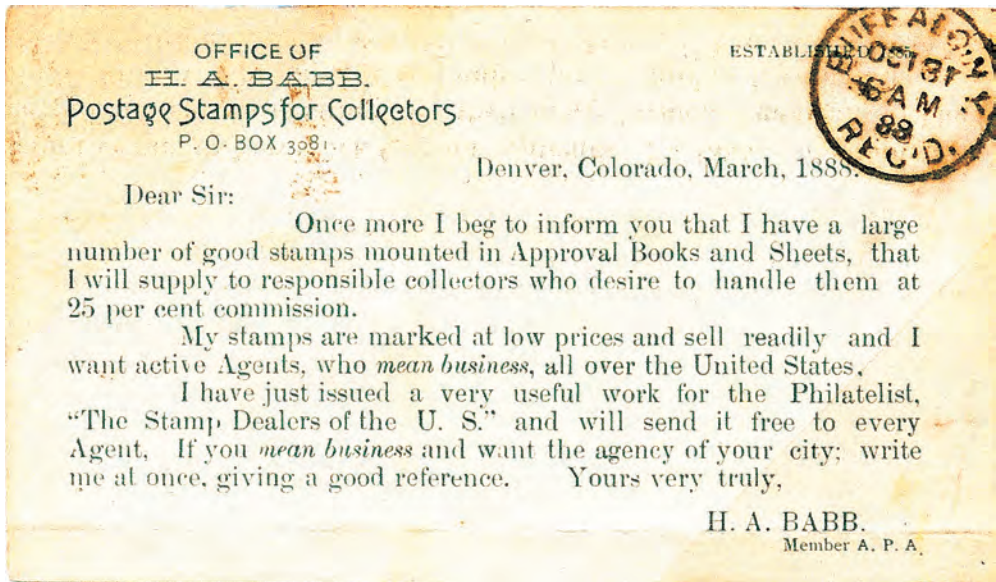 OFFICE OF
H. A. BABB.
Postage Stamps for Collectors
P. O. BOX 3081.
ESTABLISHED
BUFFALO, N.Y.
OCT 31
6 AM
88
REC'D.
Denver, Colorado, March, 1888.
Dear Sir:
Once more I beg to inform you that I have a large
number of good stamps mounted in Approval Books and Sheets, that
I will supply to responsible collectors who desire to handle them at
25 per cent commission.
My stamps are marked at low prices and sell readily and I
want active Agents, who mean business, all over the United States.
I have just issued a very useful work for the Philatelist,
"The Stamp Dealers of the U. S." and will send it free to every
Agent, If you mean business and want the agency of your city; write
me at once, giving a good reference. Yours very truly,
H. A. BABB.
Member A. P. A.